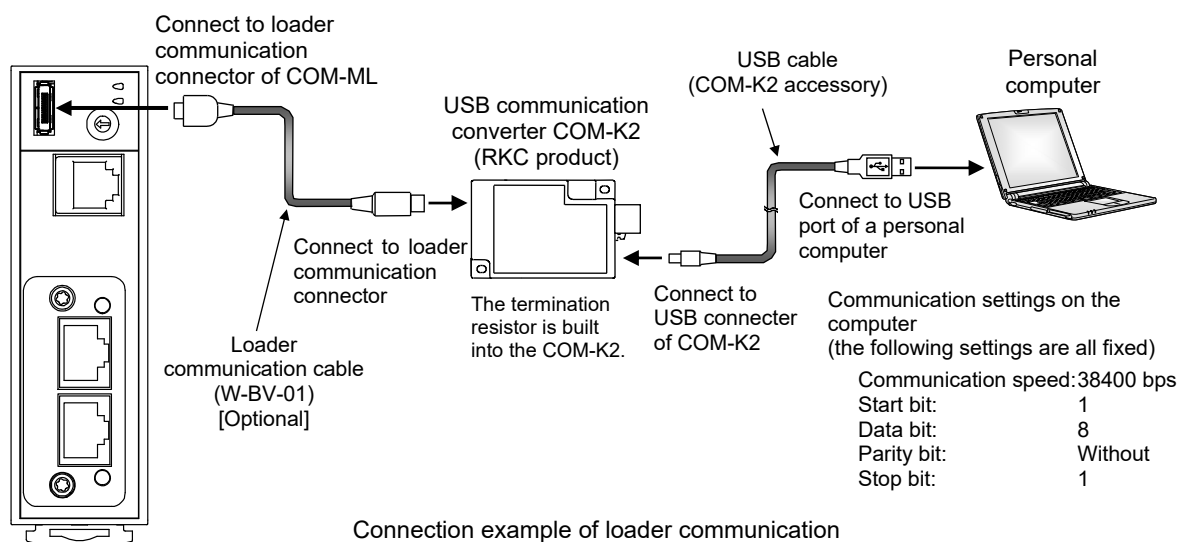 Connect to loader
communication
connector of COM-ML
USB communication
converter COM-K2
(RKC product)
USB cable
(COM-K2 accessory)
Personal
computer
Connect to loader
communication
connector
The termination
resistor is built
into the COM-K2.
Connect to
USB connecter
of COM-K2
Connect to USB
port of a personal
computer
Loader
communication cable
(W-BV-01)
[Optional]
Communication settings on the
computer
(the following settings are all fixed)
Communication speed: 38400 bps
Start bit: 1
Data bit: 8
Parity bit: Without
Stop bit: 1
Connection example of loader communication